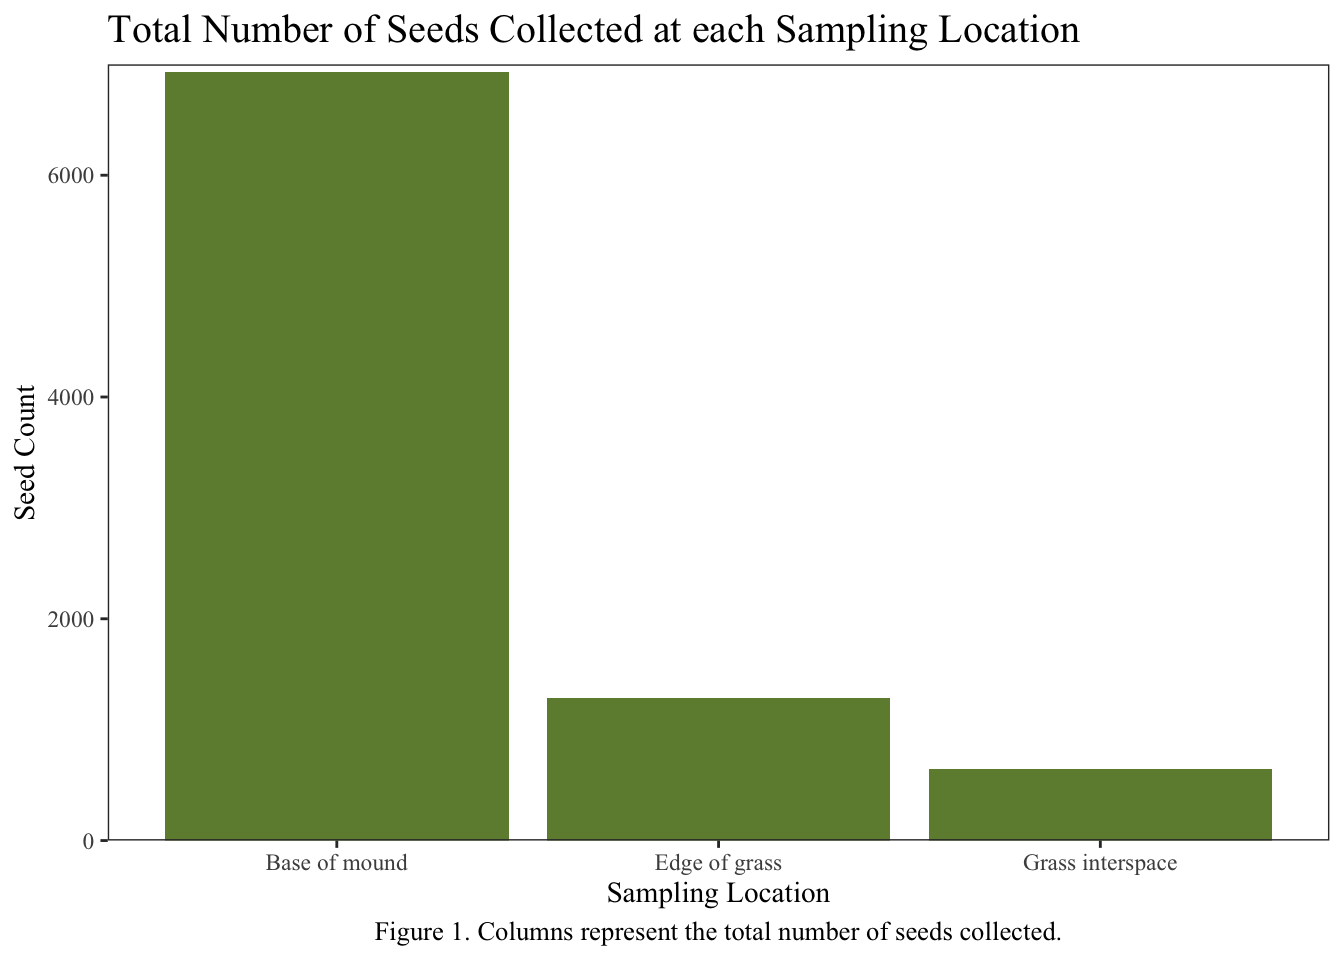 Total Number of Seeds Collected at each Sampling Location
Seed Count
6000
4000
2000
0
Base of mound
Edge of grass
Grass interspace
Sampling Location
Figure 1. Columns represent the total number of seeds collected.